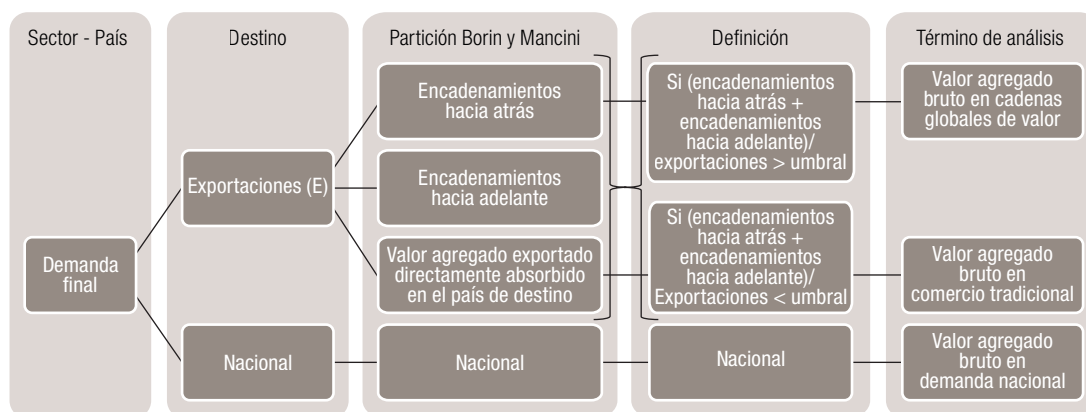 Sector - País
Destino
Partición Borin y Mancini
Definición
Término de análisis
Demanda
final
Exportaciones (E)
Nacional
Encadenamientos
hacia atrás
Encadenamientos
hacia adelante
Valor agregado exportado
directamente absorbido
en el país de destino
Nacional
Si (encadenamientos
hacia atrás +
encadenamientos
hacia adelante)/
exportaciones > umbral
Si (encadenamientos
hacia atrás +
encadenamientos
hacia adelante)/
Exportaciones < umbral
Nacional
Valor agregado
bruto en cadenas
globales de valor
Valor agregado
bruto en
comercio tradicional
Valor agregado
bruto en
demanda nacional